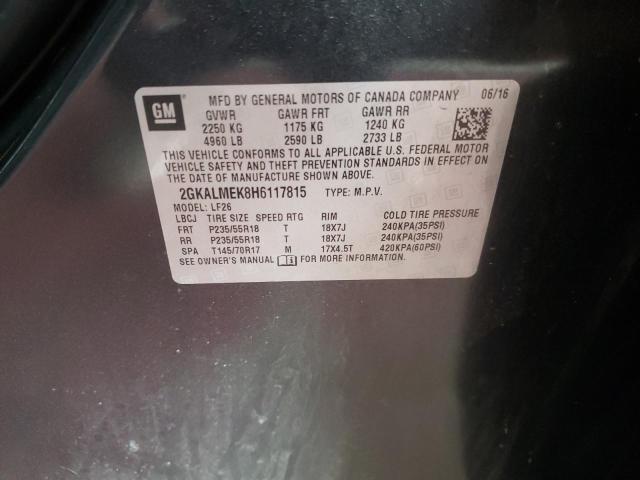 GM
MFD BY GENERAL MOTORS OF CANADA COMPANY 06/16
GVWR GAWR FRT GAWR RR
2250 KG 1175 KG 1240 KG
4960 LB 2590 LB 2733 LB
THIS VEHICLE CONFORMS TO ALL APPLICABLE U.S. FEDERAL MOTOR
VEHICLE SAFETY AND THEFT PREVENTION STANDARDS IN EFFECT ON
THE DATE OF MANUFACTURE SHOWN ABOVE.
2GKALMEK8H6117815 TYPE: M.P.V.
MODEL: LF26
LBCJ TIRE SIZE SPEED RTG RIM COLD TIRE PRESSURE
FRT P235/55R18 T 18X7J 240KPA(35PSI)
RR P235/55R18 T 18X7J 240KPA(35PSI)
SPA T145/70R17 M 17X4.5T 420KPA(60PSI)
SEE OWNER'S MANUAL FOR MORE INFORMATION